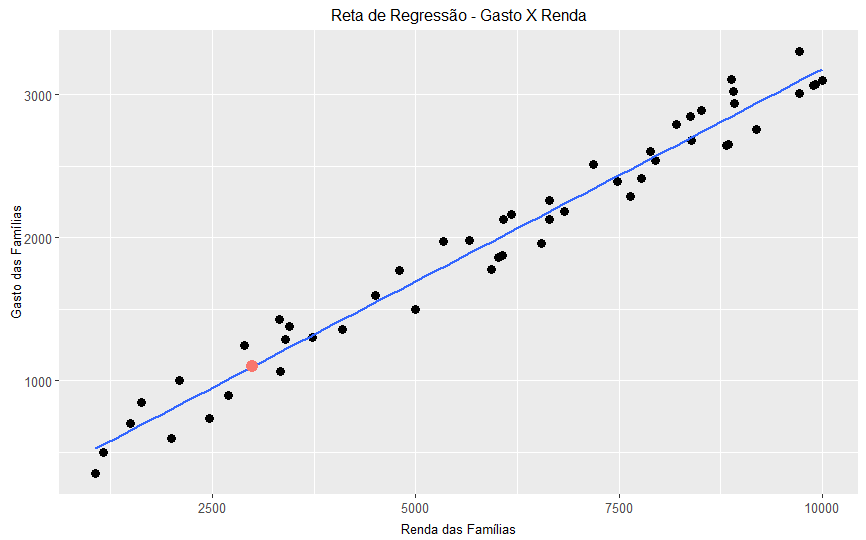 Reta de Regressão - Gasto X Renda
Gasto das Famílias
3000
2000
1000
2500
5000
7500
10000
Renda das Famílias